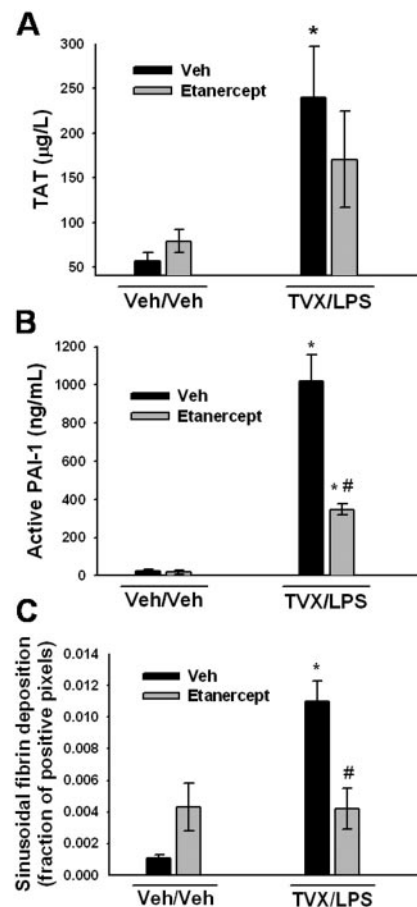 A
300
250
200
150
100
50
TAT (µg/L)
Veh
Etanercept
*
Veh/Veh
TVX/LPS
B
1200
1000
800
600
400
200
0
Active PAI-1 (ng/mL)
Veh
Etanercept
*
* #
Veh/Veh
TVX/LPS
C
0.014
0.012
0.010
0.008
0.006
0.004
0.002
0.000
Sinusoidal fibrin deposition
(fraction of positive pixels)
Veh
Etanercept
*
#
Veh/Veh
TVX/LPS